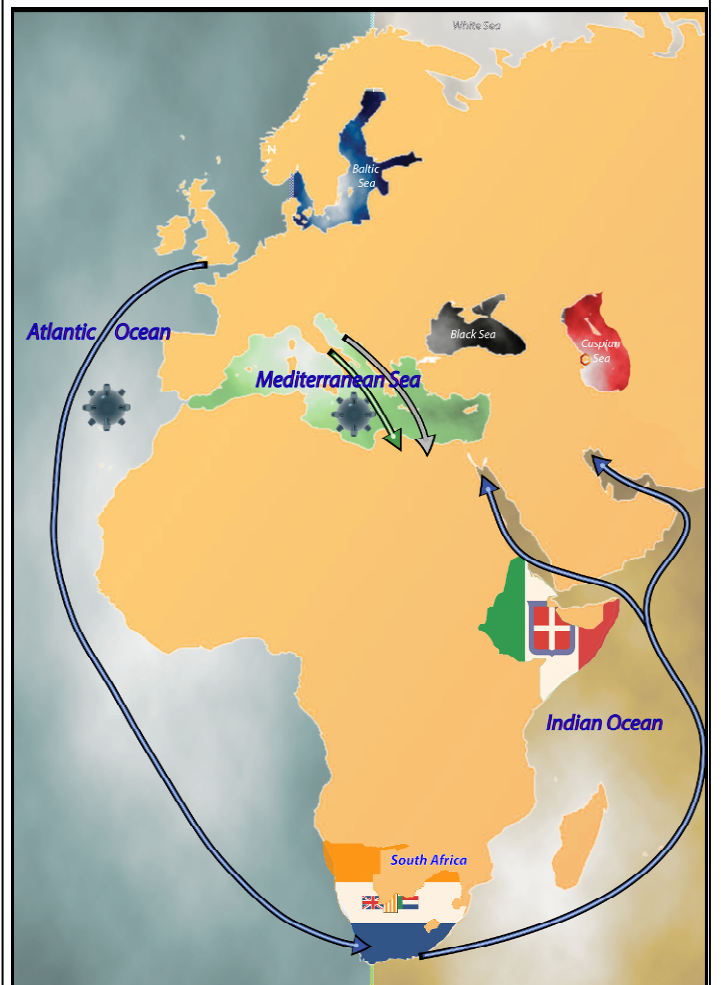 White Sea
N
Baltic
Sea
Atlantic Ocean
Black Sea
Caspian
Sea
Mediterranean Sea
Indian Ocean
South Africa